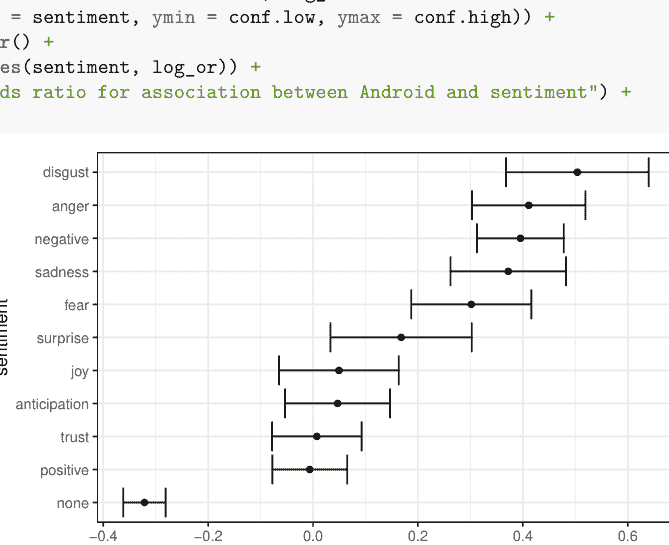 = sentiment, ymin = conf.low, ymax = conf.high)) +
r() +
es(sentiment, log_or)) +
ds ratio for association between Android and sentiment") +
disgust
anger
negative
sadness
fear
surprise
joy
anticipation
trust
positive
none
sentiment
−0.4 −0.2 0.0 0.2 0.4 0.6